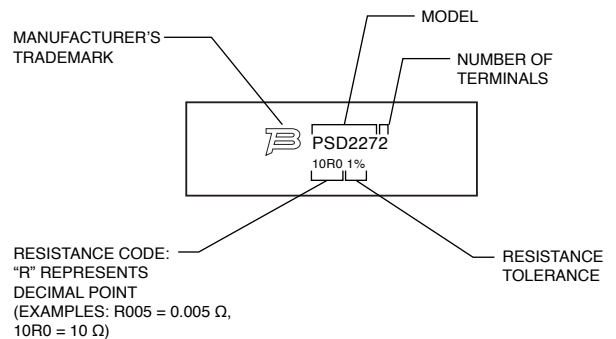 MODEL
MANUFACTURER'S
TRADEMARK
NUMBER OF
TERMINALS
PSD2272
10R0 1%
RESISTANCE CODE:
“R” REPRESENTS
DECIMAL POINT
(EXAMPLES: R005 = 0.005 Ω,
10R0 = 10 Ω)
RESISTANCE
TOLERANCE